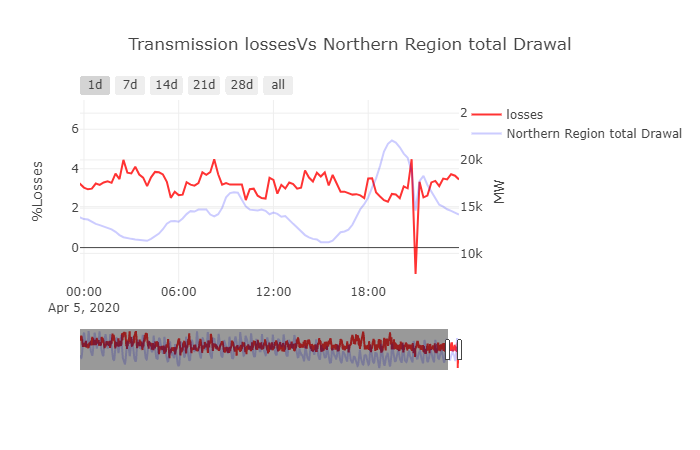 Transmission lossesVs Northern Region total Drawal
1d 7d 14d 21d 28d all
losses
Northern Region total Drawal
%Losses
6
4
2
0
2
20k
15k
10k
MW
00:00 06:00 12:00 18:00
Apr 5, 2020